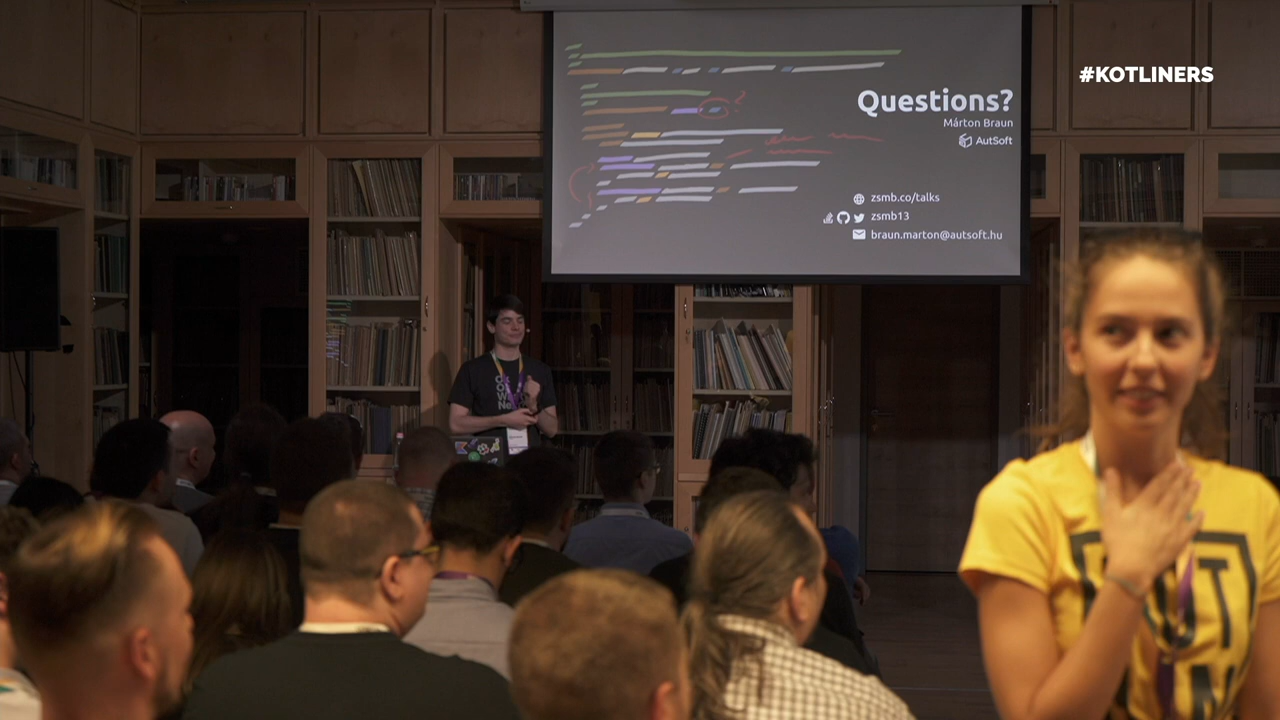 #KOTLINERS
Questions?
Márton Braun
AutSoft
zsmb.co/talks
zsmb13
braun.marton@autsoft.hu